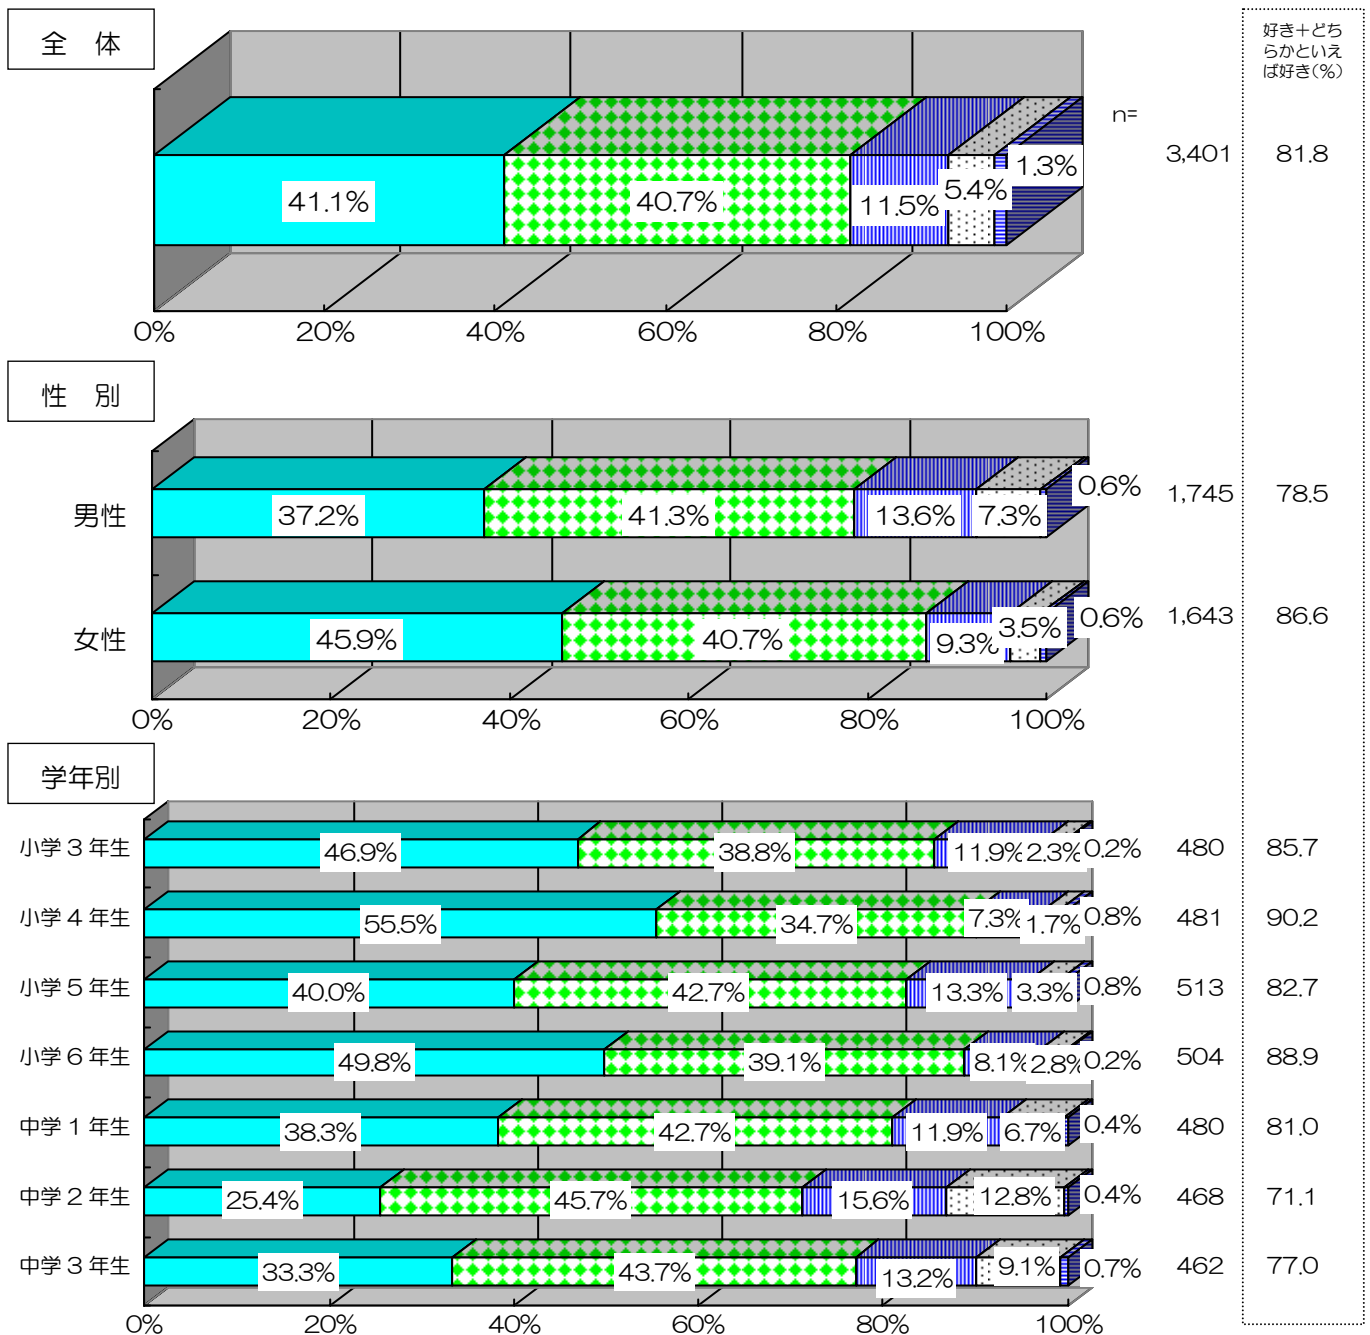 全 体
好き+どち
らかといえ
ば好き(%)
n=
41.1% 40.7% 11.5% 5.4% 1.3% 3,401 81.8
0% 20% 40% 60% 80% 100%
性 別
男性 37.2% 41.3% 13.6% 7.3% 0.6% 1,745 78.5
女性 45.9% 40.7% 9.3% 3.5% 0.6% 1,643 86.6
0% 20% 40% 60% 80% 100%
学年別
小学3年生 46.9% 38.8% 11.9% 2.3% 0.2% 480 85.7
小学4年生 55.5% 34.7% 7.3% 1.7% 0.8% 481 90.2
小学5年生 40.0% 42.7% 13.3% 3.3% 0.8% 513 82.7
小学6年生 49.8% 39.1% 8.1% 2.8% 0.2% 504 88.9
中学1年生 38.3% 42.7% 11.9% 6.7% 0.4% 480 81.0
中学2年生 25.4% 45.7% 15.6% 12.8% 0.4% 468 71.1
中学3年生 33.3% 43.7% 13.2% 9.1% 0.7% 462 77.0
0% 20% 40% 60% 80% 100%